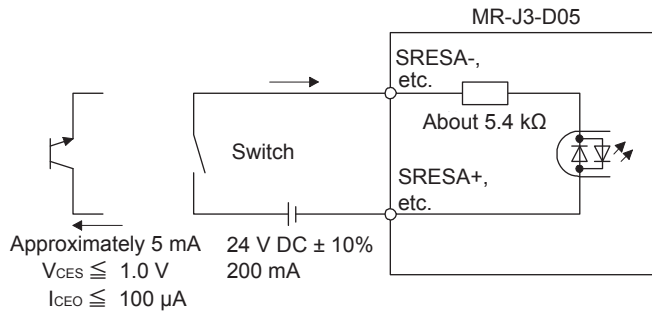 MR-J3-D05
SRESA-,
etc.
About 5.4 kΩ
Switch
SRESA+,
etc.
Approximately 5 mA
VCES ≦ 1.0 V
ICEO ≦ 100 µA
24 V DC ± 10%
200 mA